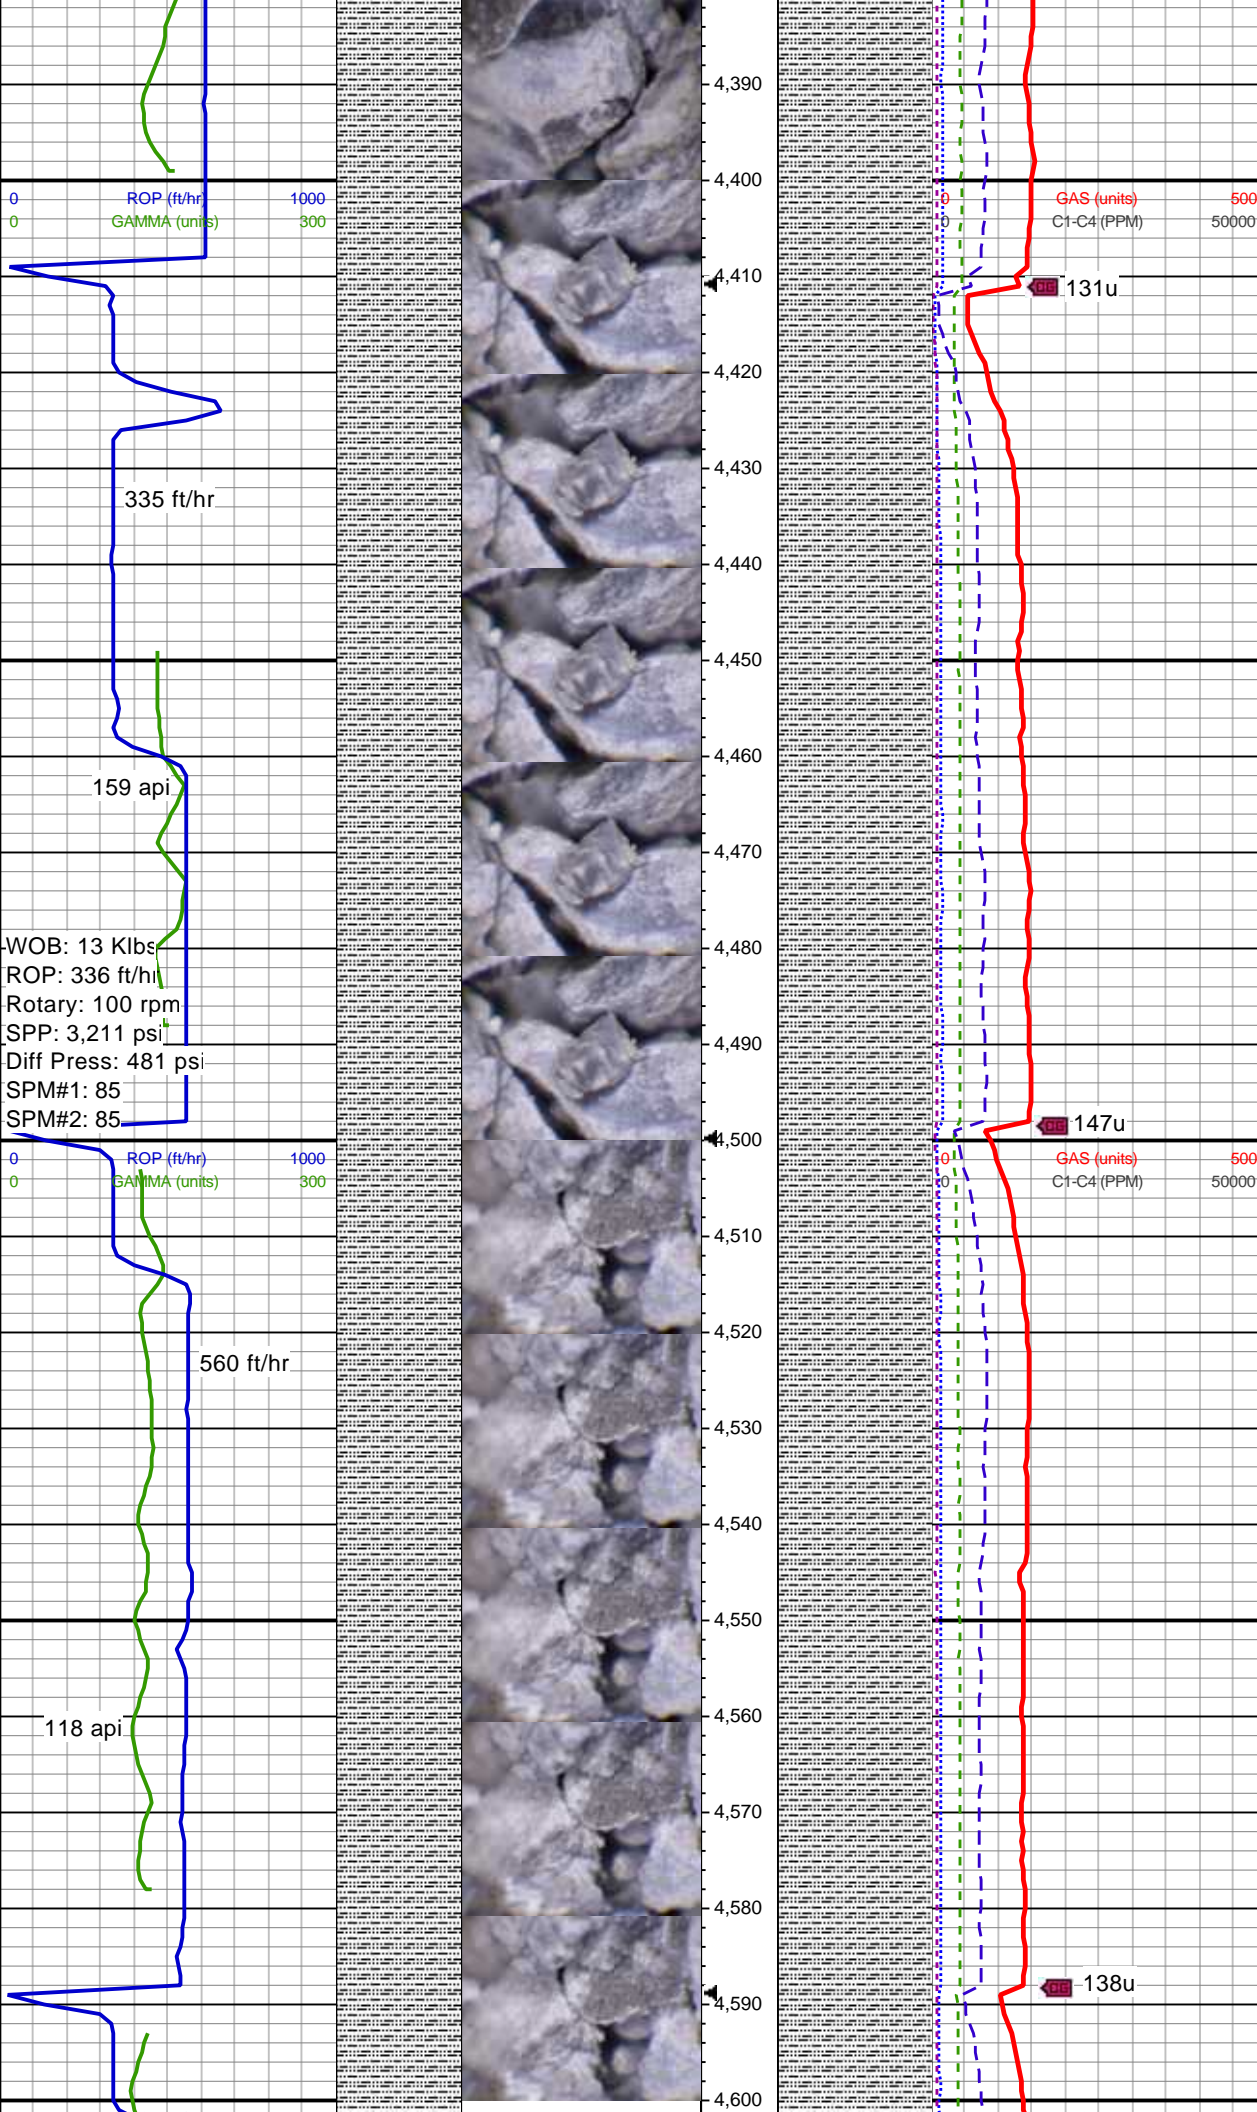 4,390
4,400
0 ROP (ft/hr) 1000
0 GAMMA (units) 300
0 GAS (units) 500
0 C1-C4 (PPM) 50000
4,410
CG 131u
4,420
4,430
335 ft/hr
4,440
4,450
4,460
159 api
4,470
4,480
WOB: 13 Klbs
ROP: 336 ft/hr
Rotary: 100 rpm
SPP: 3,211 psi
4,490
Diff Press: 481 psi
SPM#1: 85
SPM#2: 85
CG 147u
4,500
0 ROP (ft/hr) 1000
0 GAMMA (units) 300
0 GAS (units) 500
0 C1-C4 (PPM) 50000
4,510
4,520
560 ft/hr
4,530
4,540
4,550
4,560
118 api
4,570
4,580
CG 138u
4,590
4,600